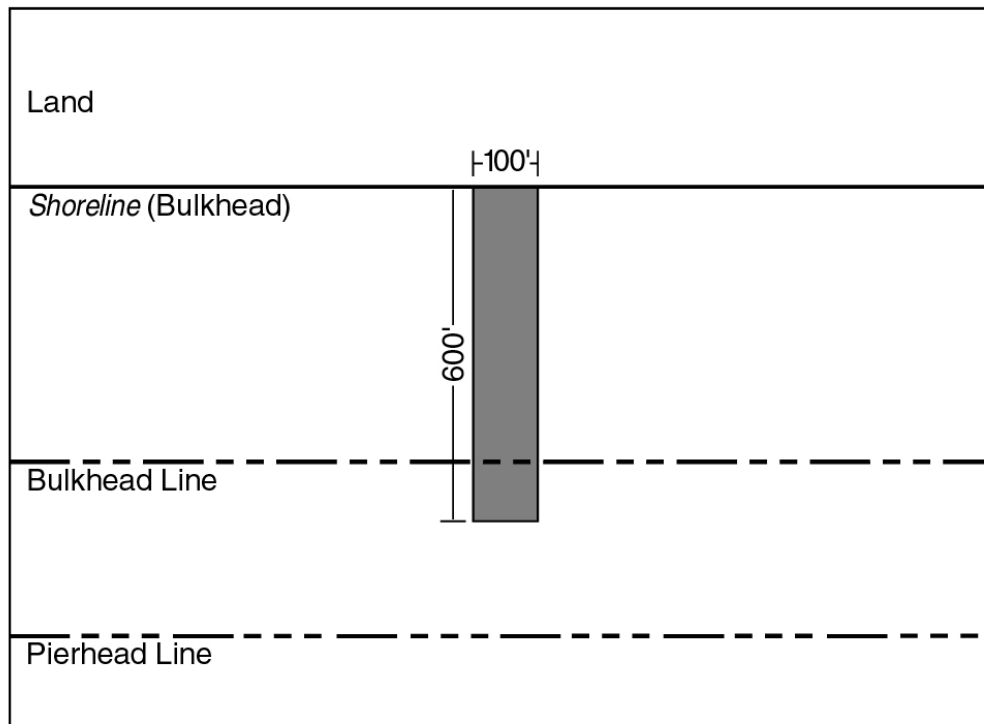 Land
100'
Shoreline (Bulkhead)
600'
Bulkhead Line
Pierhead Line